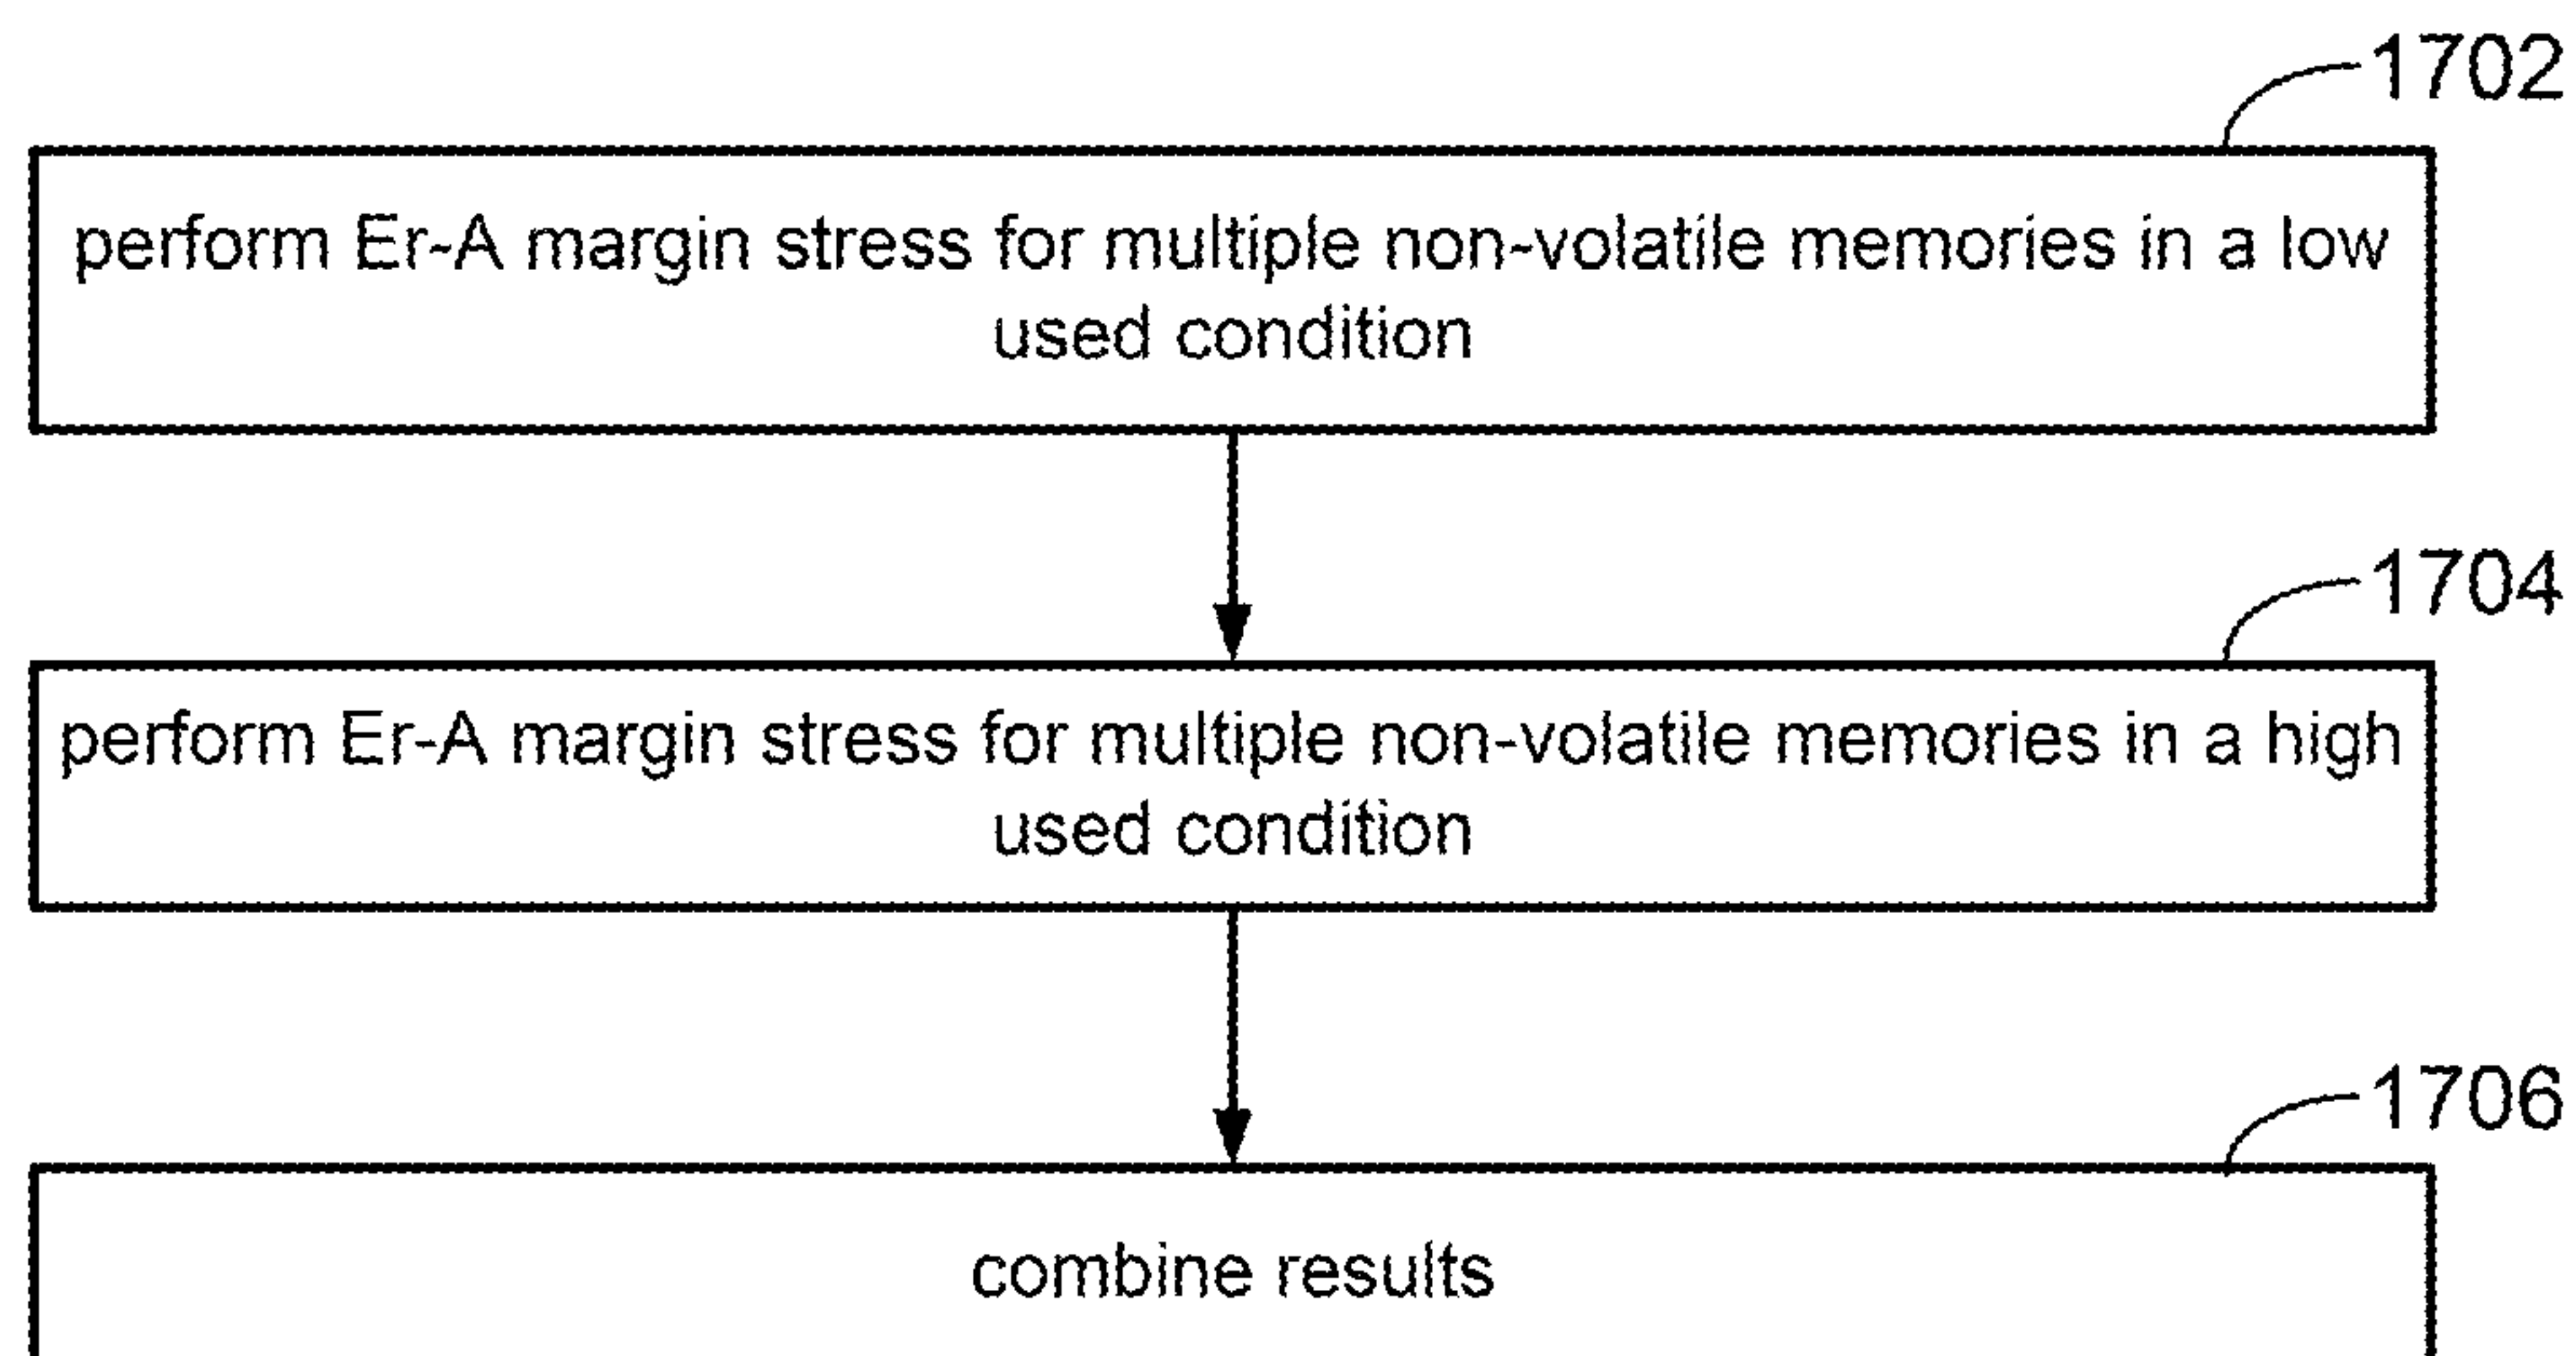 1702
perform Er-A margin stress for multiple non-volatile memories in a low
used condition
1704
perform Er-A margin stress for multiple non-volatile memories in a high
used condition
1706
combine results